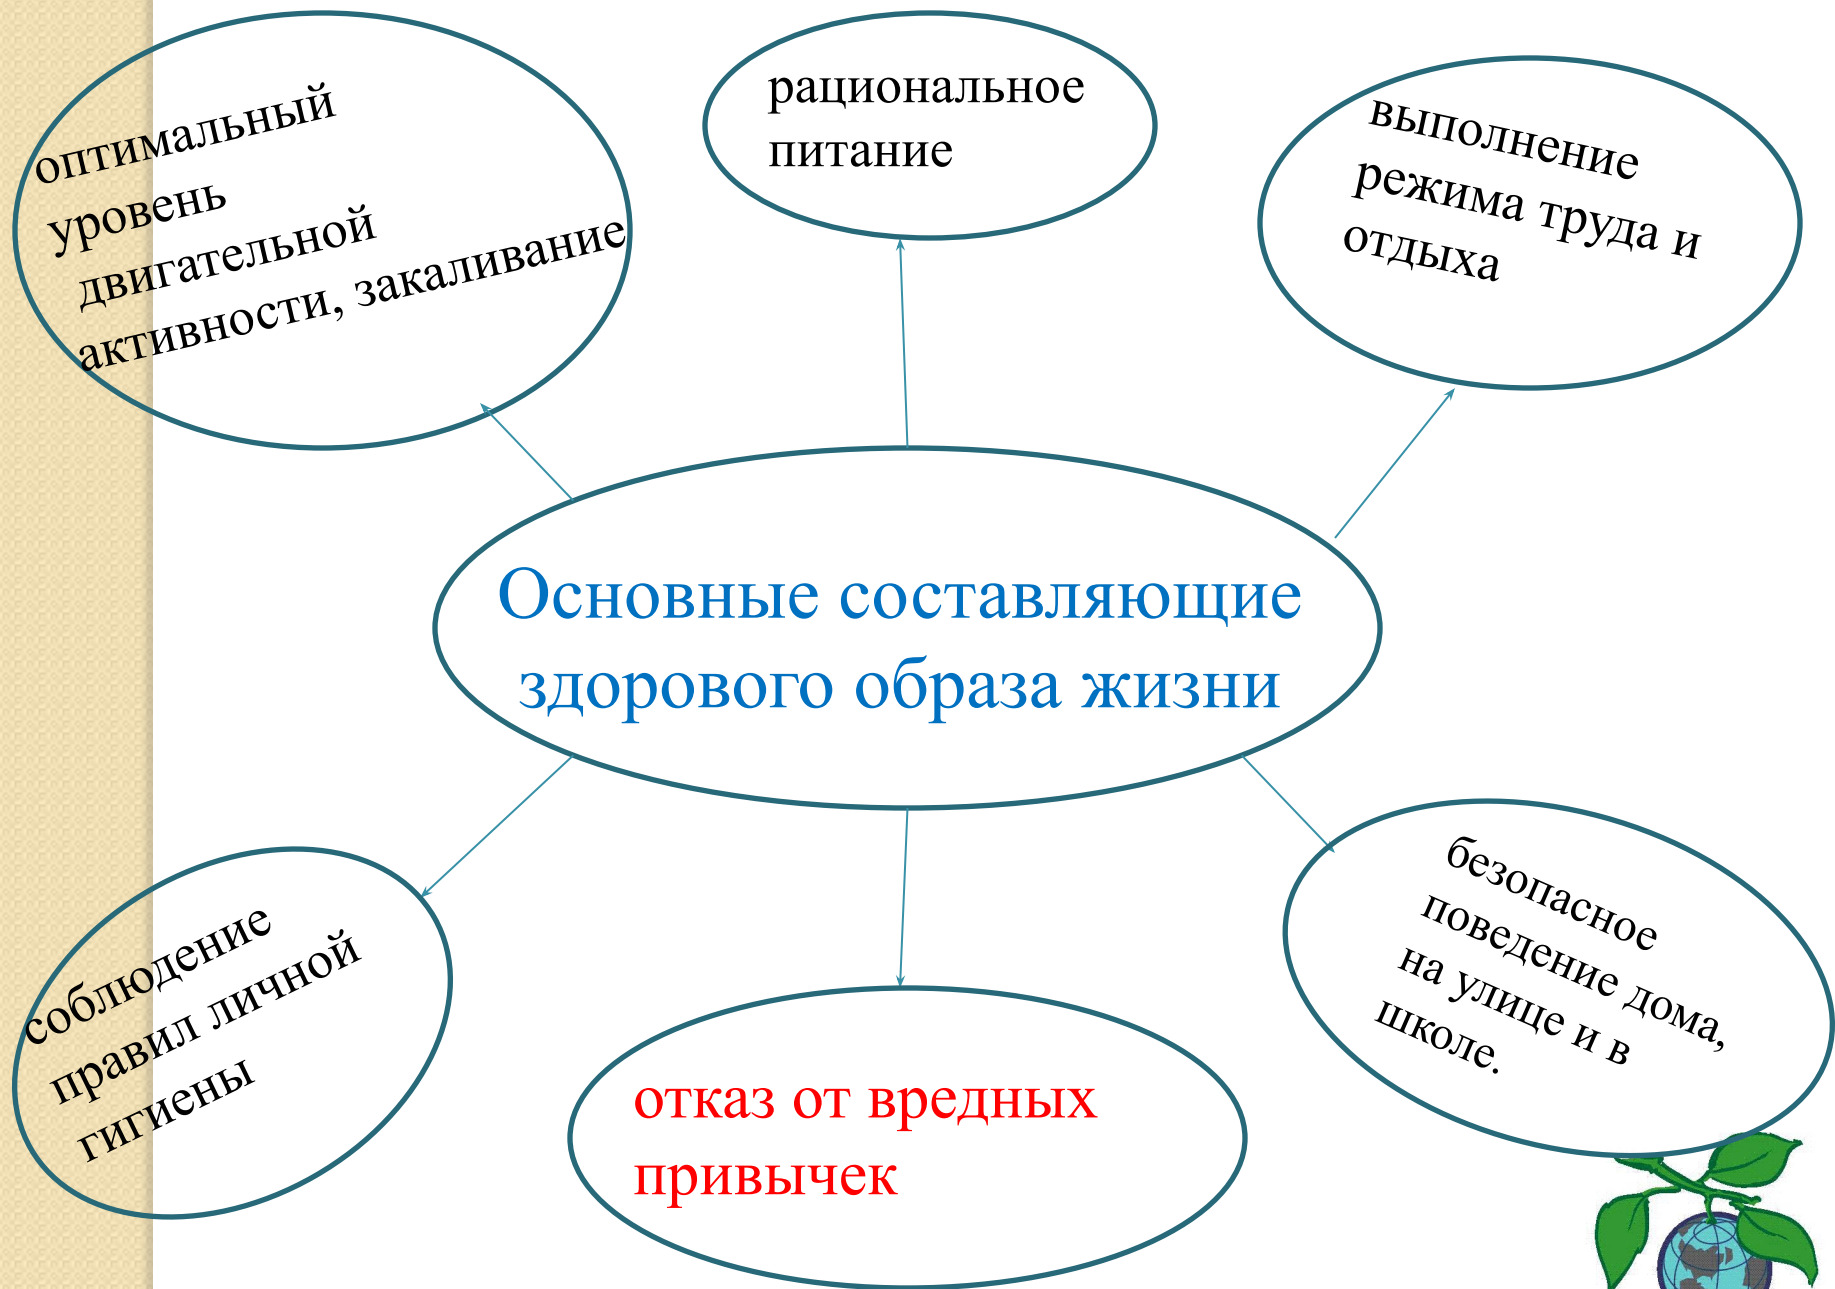 оптимальный
уровень
двигательной
активности, закаливание
рациональное
питание
выполнение
режима труда и
отдыха
Основные составляющие
здорового образа жизни
соблюдение
правил личной
гигиены
отказ от вредных
привычек
безопасное
поведение дома,
на улице и в
школе.